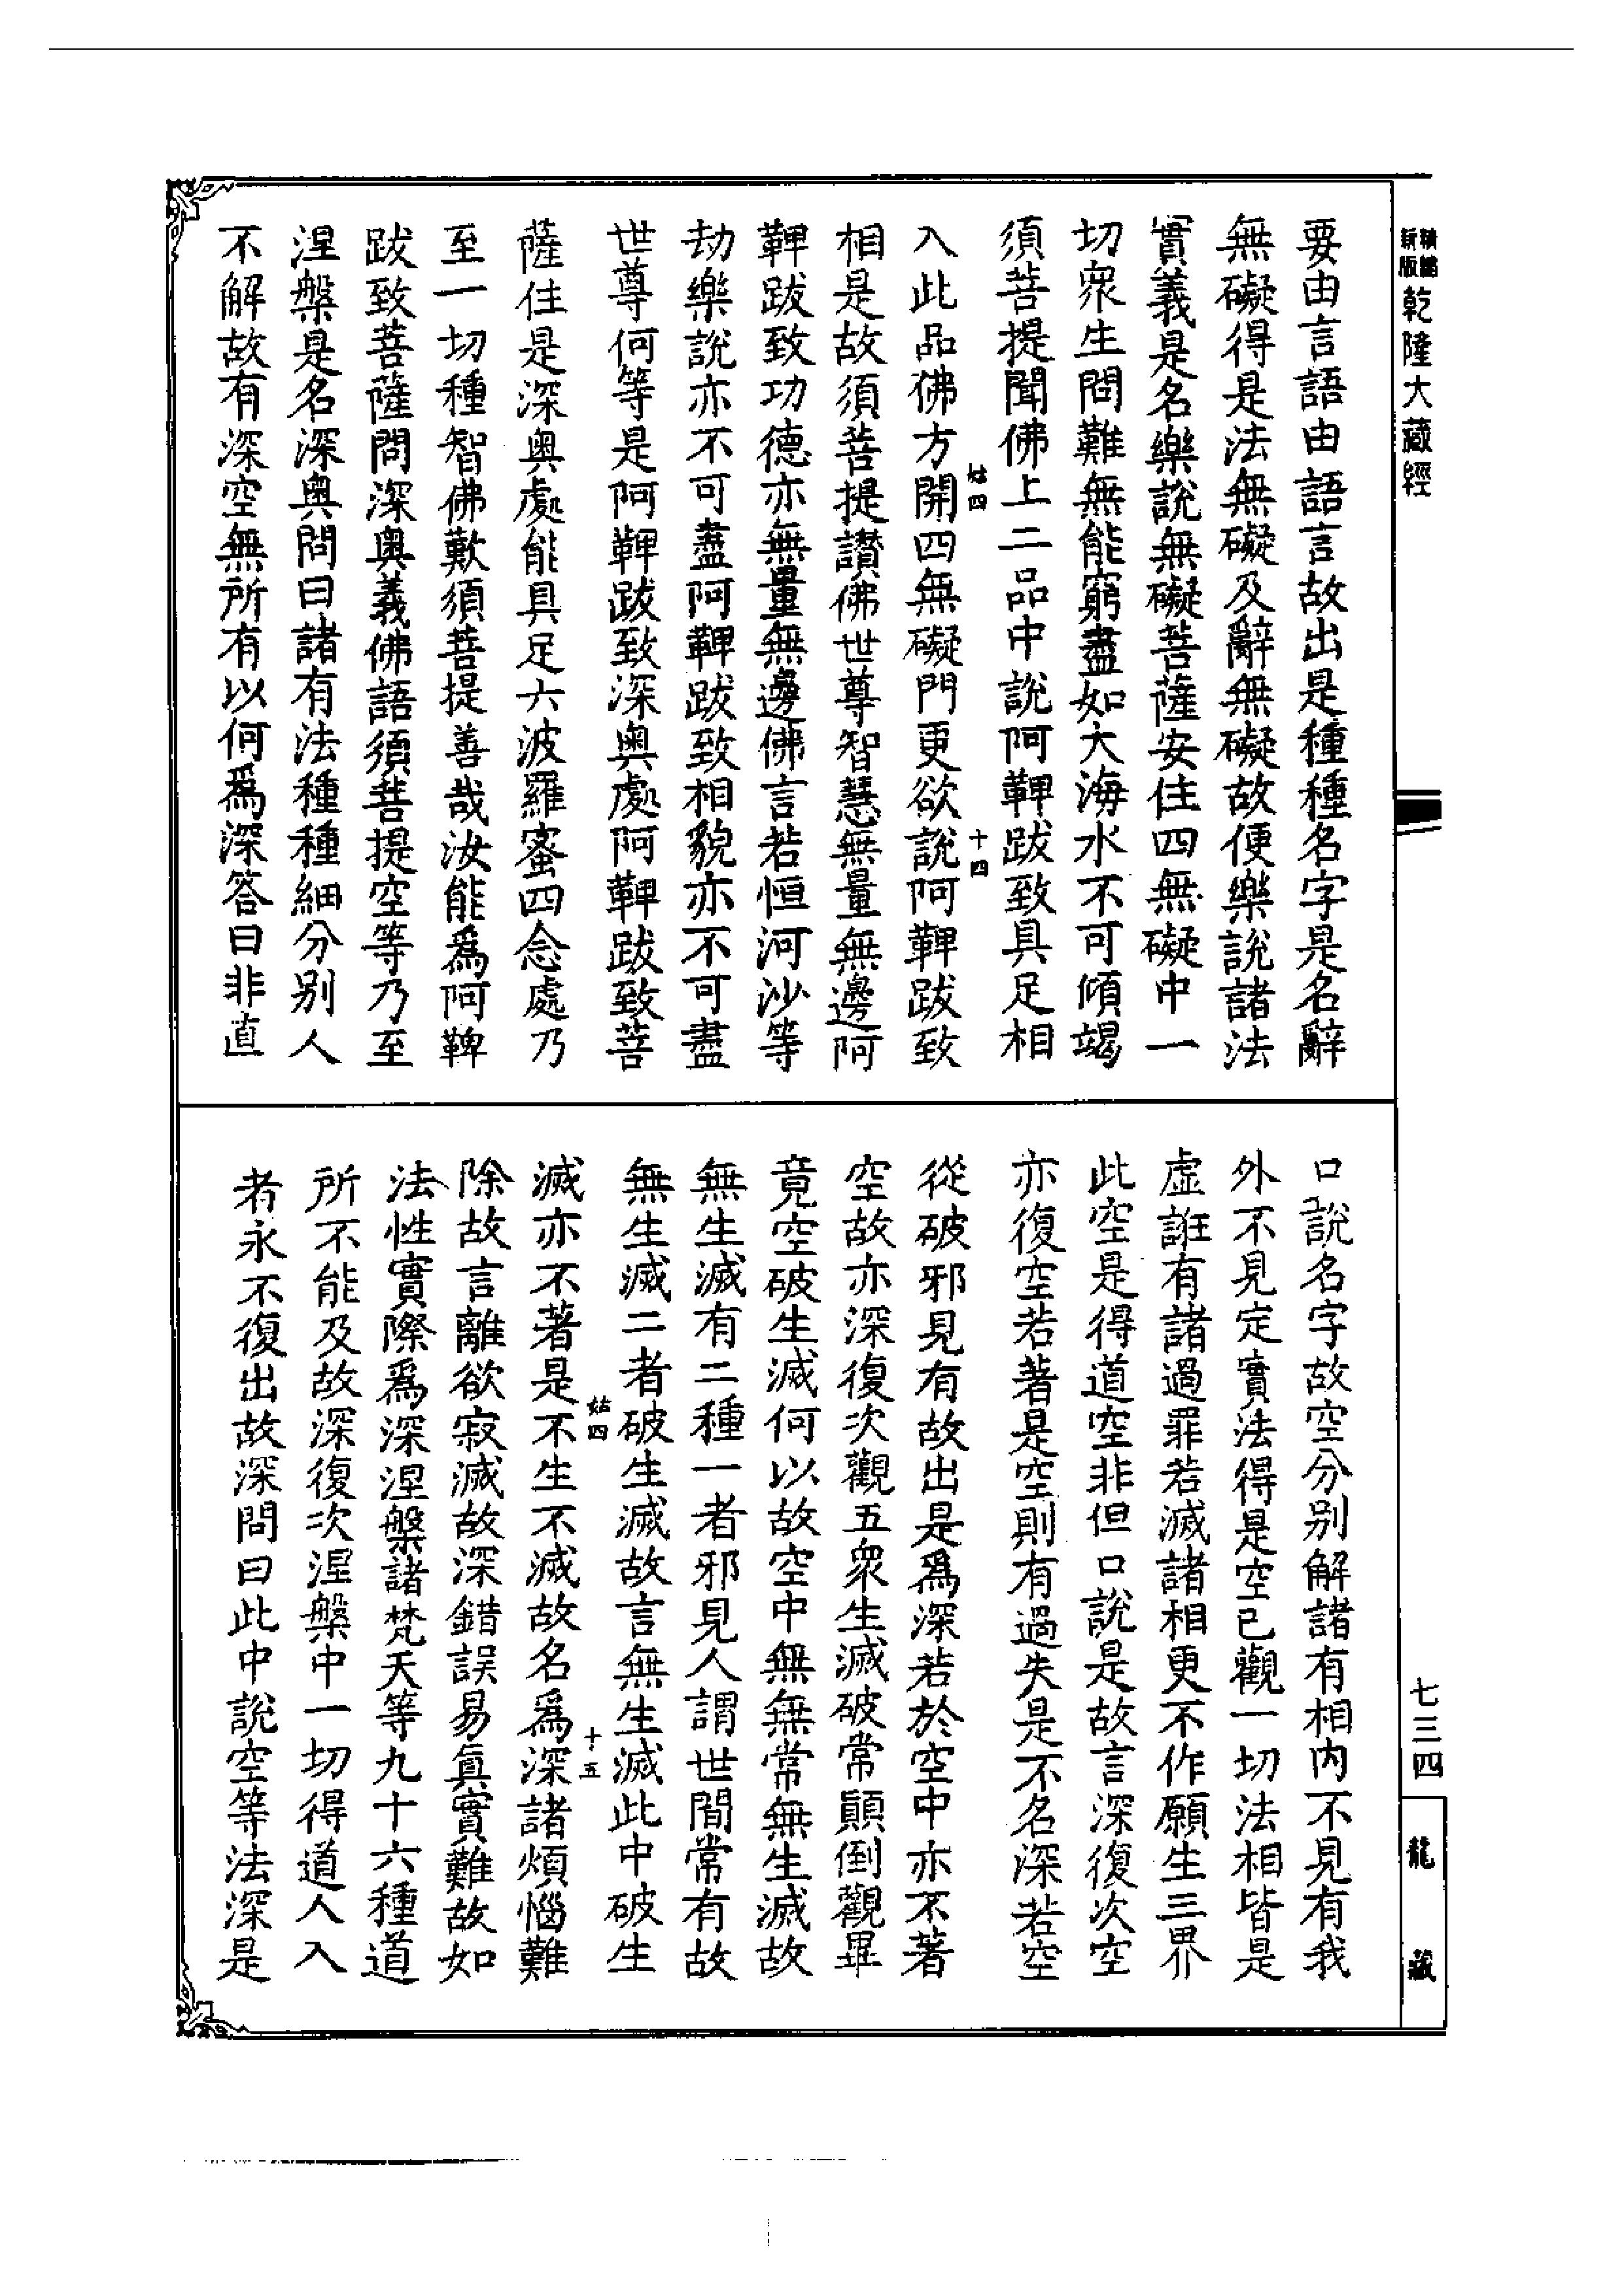 新版
精縮
乾隆大藏經
七三四
龍藏
要由言語由語言故出是種種名字是名辭
無礙得是法無礙及辭無礙故便樂說諸法
實義是名樂說無礙菩薩安住四無礙中一
切眾生問難無能窮盡如大海水不可傾竭
須菩提聞佛上二品中說阿鞞跋致具足相
姑四
十四
入此品佛方開四無礙門更欲說阿鞞跋致
相是故須菩提讃佛世尊智慧無量無邊阿
鞞跋致功德亦無量無邊佛言若恒河沙等
劫樂說亦不可盡阿鞞跋致相貌亦不可盡
世尊何等是阿鞞跋致深奧處阿鞞跋致菩
薩住是深奧處能具足六波羅蜜四念處乃
至一切種智佛歎須菩提善哉汝能爲阿鞞
跋致菩薩問深奧義佛語須菩提空等乃至
涅槃是名深奧問曰諸有法種種細分別人
不解故有深空無所有以何爲深答曰非直
口說名字故空分別解諸有相內不見有我
外不見定實法得是空已觀一切法相皆是
虛誑有諸過罪若滅諸相更不作願生三界
此空是得道空非但口說是故言深復次空
亦復空若著是空則有過失是不名深若空
從破邪見有故出是爲深若於空中亦不著
空故亦深復次觀五眾生滅破常顚倒觀畢
竟空破生滅何以故空中無無常無生滅故
無生滅有二種一者邪見人謂世間常有故
無生滅二者破生滅故言無生滅此中破生
姑四
十五
滅亦不著是不生不滅故名爲深諸煩惱難
除故言離欲寂滅故深錯誤易眞實難故如
法性實際爲深涅槃諸梵天等九十六種道
所不能及故深復次涅槃中一切得道人入
者永不復出故深問曰此中說空等法深是